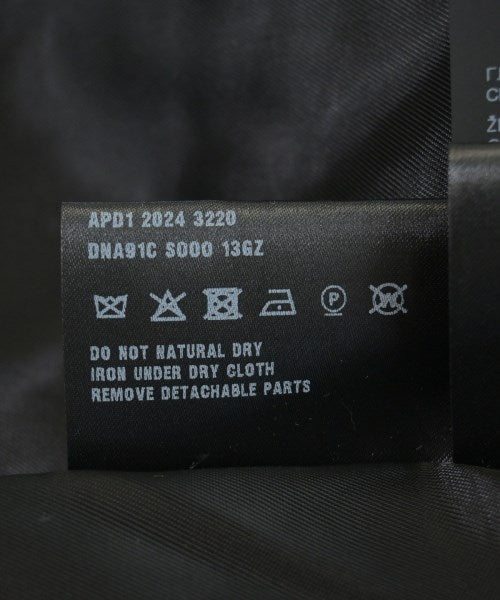 APD1 2024 3220
DNA91C S000 13GZ
P
W
DO NOT NATURAL DRY
IRON UNDER DRY CLOTH
REMOVE DETACHABLE PARTS